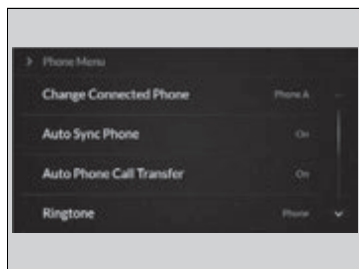 Phone Menu
Change Connected Phone Phone A
Auto Sync Phone On
Auto Phone Call Transfer On
Ringtone Phone